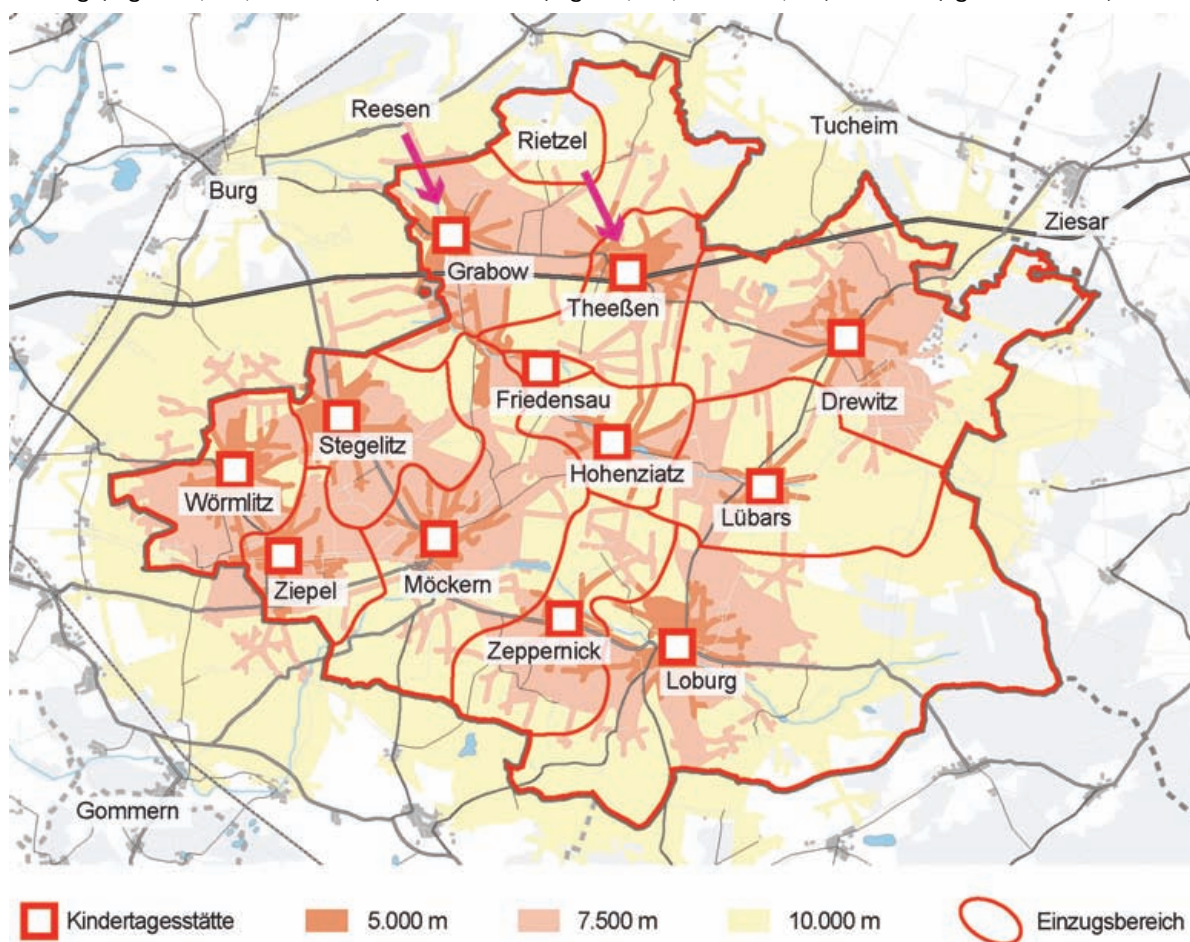 Reesen
Rietzel
Tucheim
Burg
Ziesar
Grabow
Theeßen
Friedensau
Drewitz
Stegelitz
Hohenziatz
Wörmlitz
Lübars
Ziepel
Möckern
Zeppernick
Loburg
Gommern
Kindertagesstätte 5.000 m 7.500 m 10.000 m Einzugsbereich